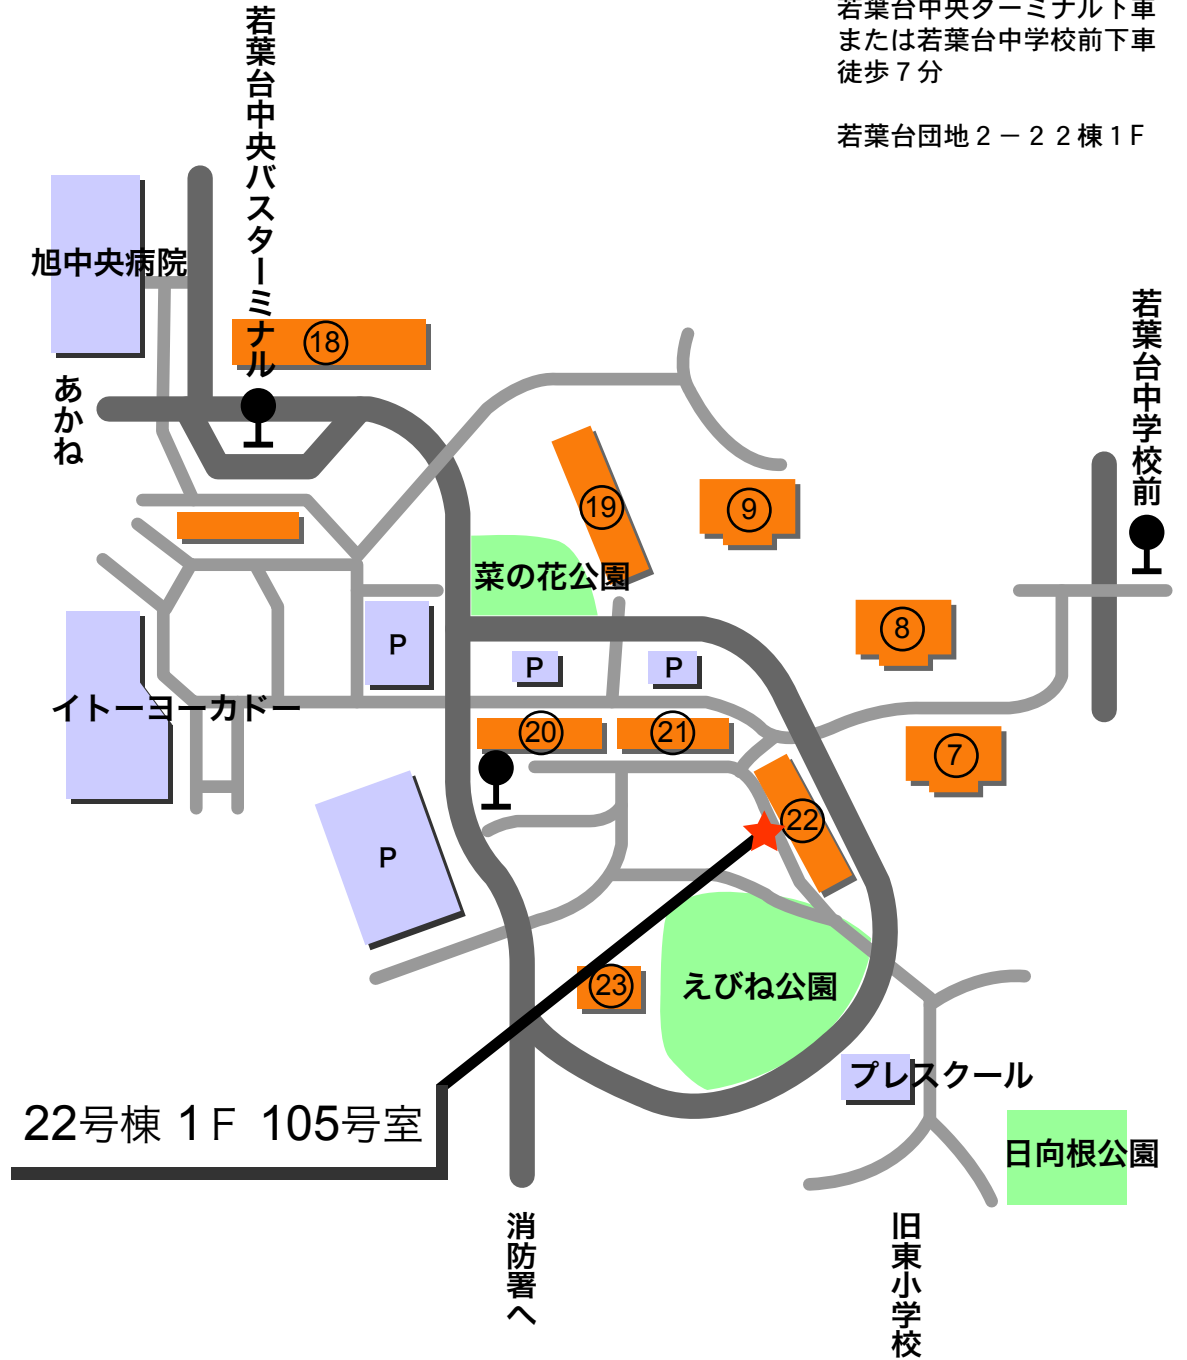 若葉台中央ターミナル下車
または若葉台中学校前下車
徒歩７分
若葉台団地２－２２棟１F
若葉台中央バスターミナル
旭中央病院
18
若葉台中学校前
あかね
19
9
菜の花公園
8
P
P
P
イトーヨーカドー
20
21
7
22
P
23
えびね公園
プレスクール
22号棟 1F 105号室
日向根公園
消防署へ
旧東小学校